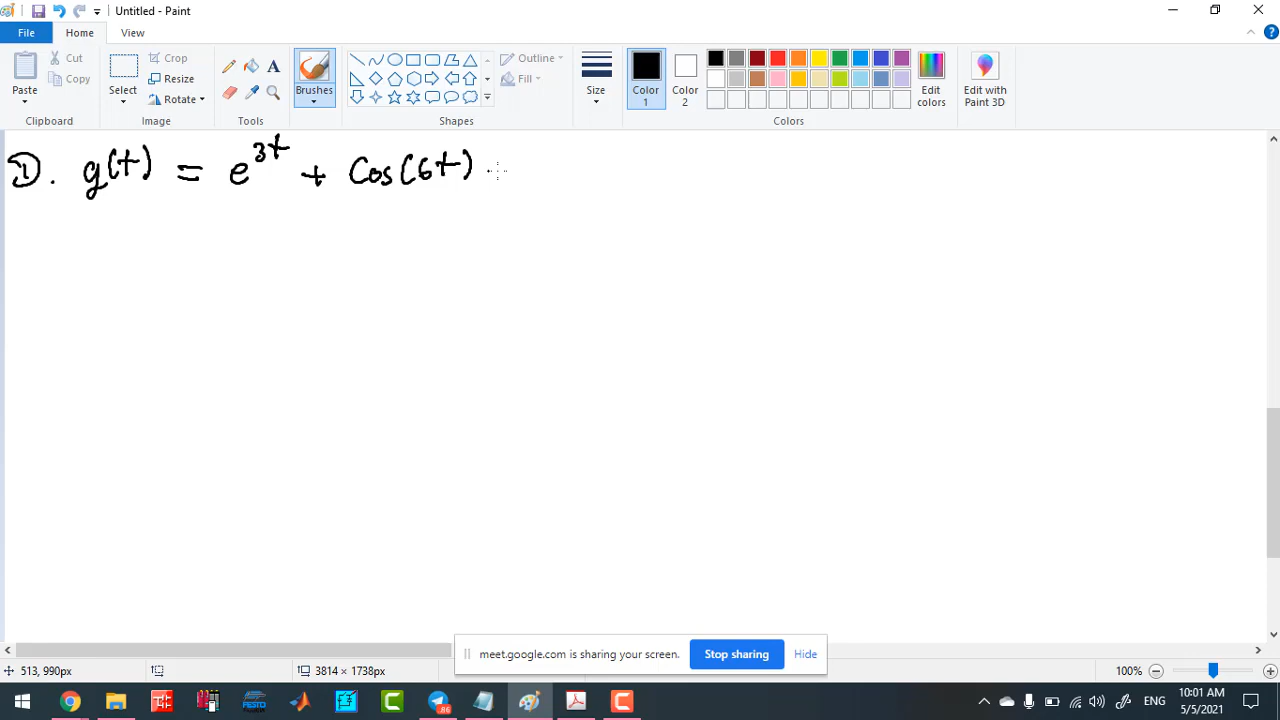 Untitled - Paint
File Home View
Paste Cut Copy Clipboard
Select Crop Resize Rotate Image
Tools
Brushes
Shapes Outline Fill
Size
Color 1 Color 2 Edit colors Edit with Paint 3D Colors
①. g(t) = e^{3t} + Cos(6t) -
meet.google.com is sharing your screen. Stop sharing Hide
513, 990px 3814 × 1738px 100%
ENG 10:01 AM 5/5/2021